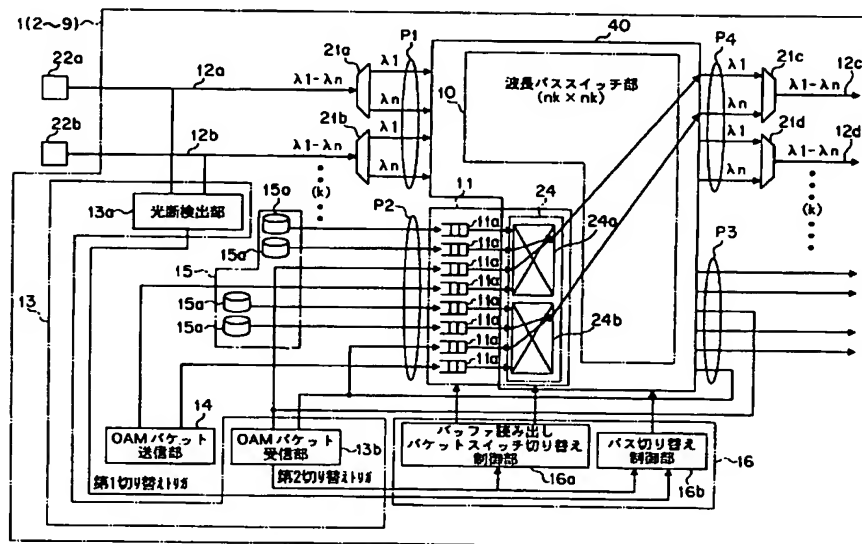 1(2~9)
40
P1
P4
22a
12a
λ1-λn
21a
λ1
λn
10
波長パススイッチ部
(nk×nk)
λ1
λn
21c
12c
λ1-λn
22b
12b
λ1-λn
21b
λ1
λn
λ1
λn
21d
12d
λ1-λn
(k)
(k)
13a
光断検出部
15a
15a
15
15a
15a
P2
11
11a
11a
11a
11a
11a
11a
11a
11a
24
24a
24b
P3
13
14
OAMパケット
送信部
OAMパケット
受信部
13b
バッファ読み出し
パケットスイッチ切り替え
制御部
16a
パス切り替え
制御部
16b
16
第1切り替えトリガ
第2切り替えトリガ